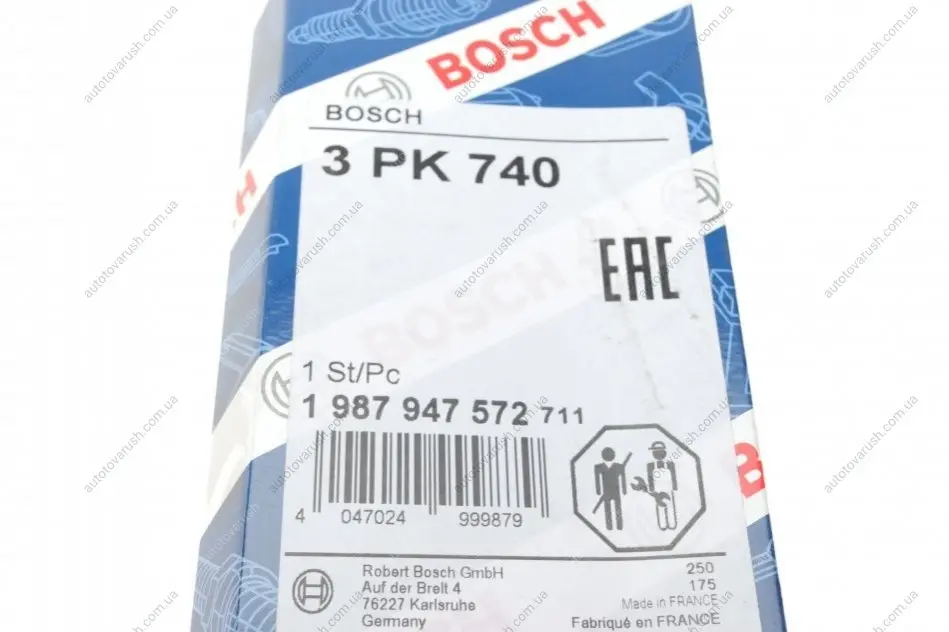 BOSCH
BOSCH
3 PK 740
EAC
BOSCH
1 St/Pc
1 987 947 572 711
4 047024 999879
Robert Bosch GmbH
Auf der Breit 4
76227 Karlsruhe
Germany
250
175
Made in FRANCE
Fabriqué en FRANCE
autotovarush.com.ua